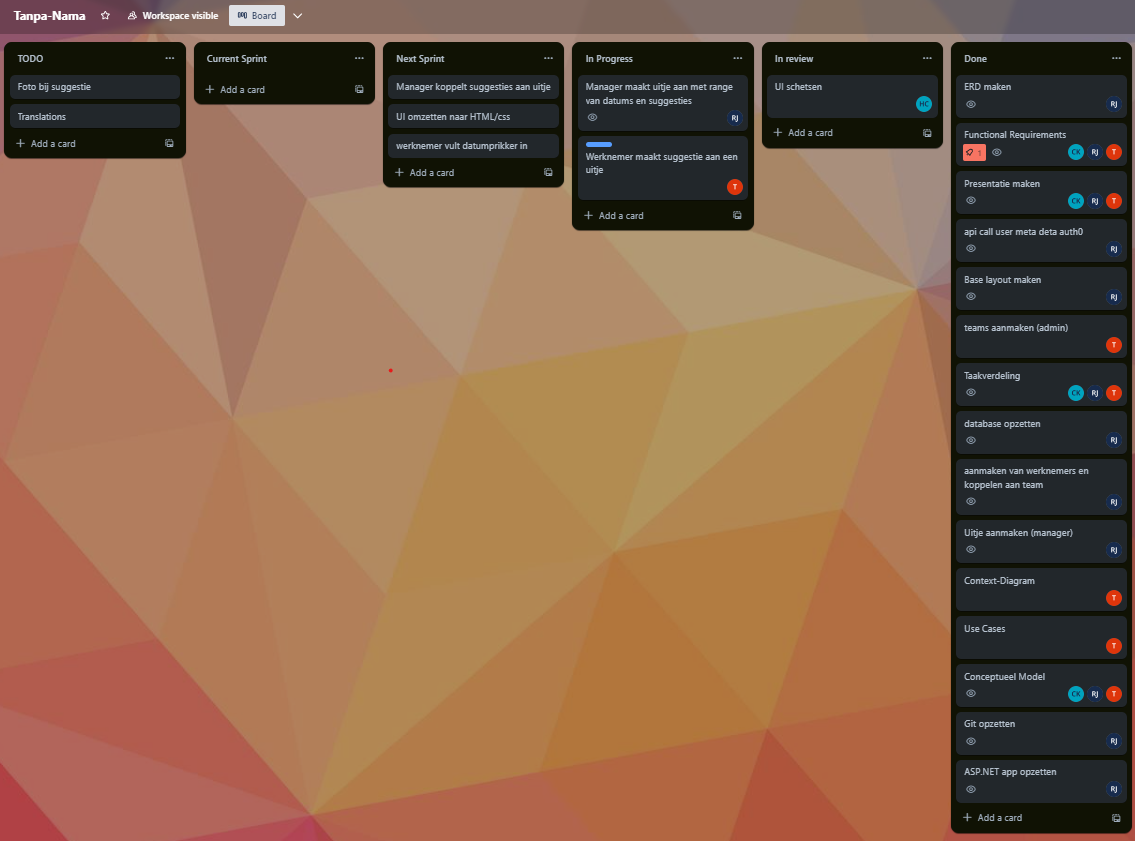 Tanpa-Nama
Workspace visible
Board
TODO
Foto bij suggestie
Translations
Add a card
Current Sprint
Add a card
Next Sprint
Manager koppelt suggesties aan uitje
UI omzetten naar HTML/css
werknemer vult datumprikker in
Add a card
In Progress
Manager maakt uitje aan met range
van datums en suggesties
RJ
Werknemer maakt suggestie aan een
uitje
T
Add a card
In review
UI schetsen
HC
Add a card
Done
ERD maken
RJ
Functional Requirements
1
CK RJ T
Presentatie maken
CK RJ T
api call user meta deta auth0
RJ
Base layout maken
RJ
teams aanmaken (admin)
T
Taakverdeling
CK RJ T
database opzetten
RJ
aanmaken van werknemers en
koppelen aan team
RJ
Uitje aanmaken (manager)
RJ
Context-Diagram
T
Use Cases
T
Conceptueel Model
CK RJ T
Git opzetten
RJ
ASP.NET app opzetten
RJ
Add a card